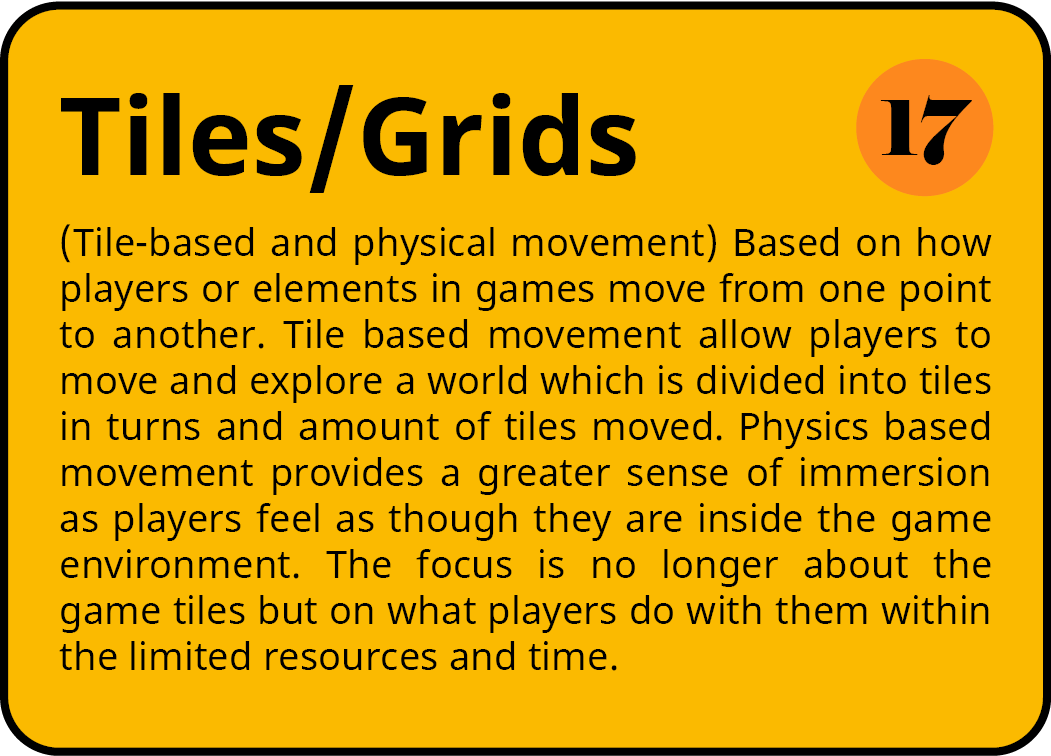 Tiles/Grids
17
(Tile-based and physical movement) Based on how
players or elements in games move from one point
to another. Tile based movement allow players to
move and explore a world which is divided into tiles
in turns and amount of tiles moved. Physics based
movement provides a greater sense of immersion
as players feel as though they are inside the game
environment. The focus is no longer about the
game tiles but on what players do with them within
the limited resources and time.